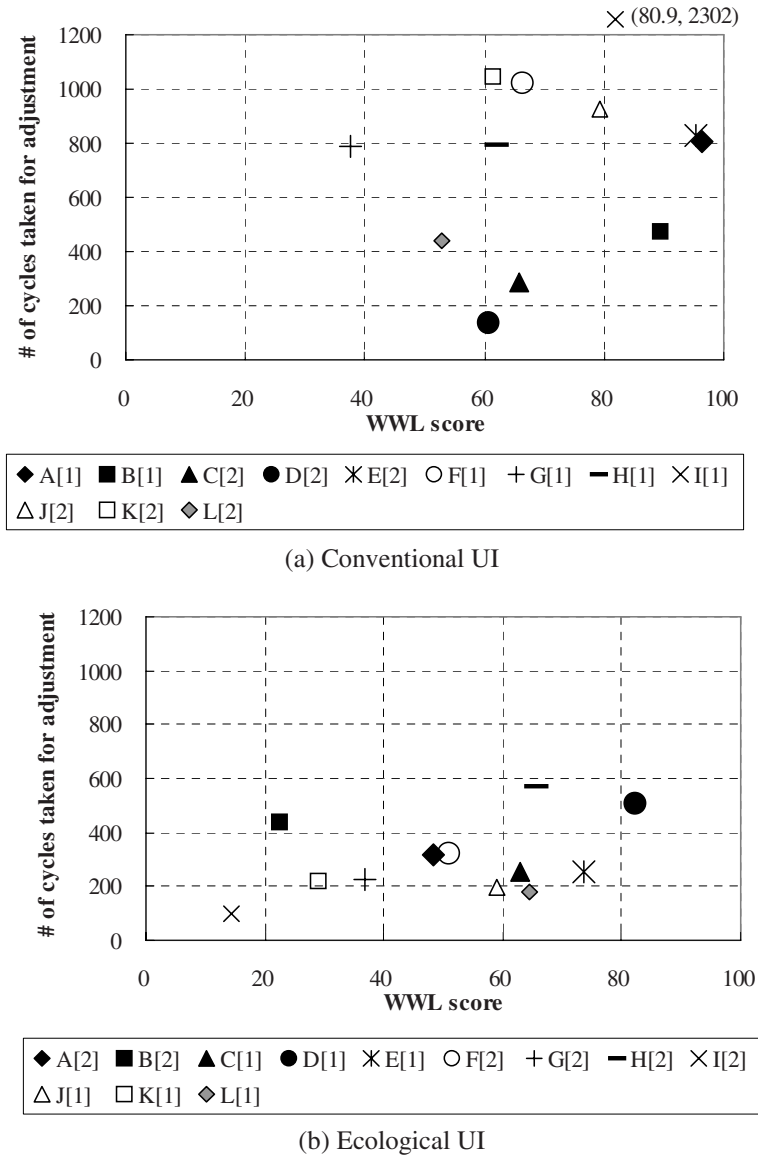 (80.9, 2302)
# of cycles taken for adjustment
1200
1000
800
600
400
200
0
0 20 40 60 80 100
WWL score
A[1] B[1] C[2] D[2] E[2] F[1] G[1] H[1] I[1]
J[2] K[2] L[2]
(a) Conventional UI
# of cycles taken for adjustment
1200
1000
800
600
400
200
0
0 20 40 60 80 100
WWL score
A[2] B[2] C[1] D[1] E[1] F[2] G[2] H[2] I[2]
J[1] K[1] L[1]
(b) Ecological UI